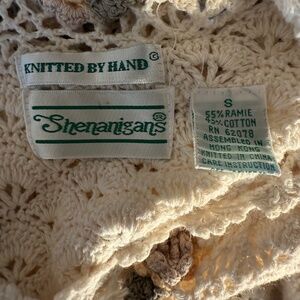 KNITTED BY HAND
Shenanigans®
S
55% RAMIE
45% COTTON
RN 62078
ASSEMBLED IN
HONG KONG
KNITTED IN CHINA
CARE INSTRUCTION